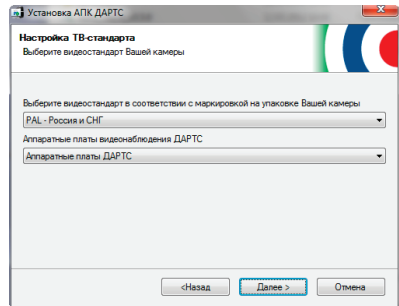 Установка АПК ДАРТС
Настройка ТВ-стандарта
Выберите видеостандарт Вашей камеры
Выберите видеостандарт в соответствии с маркировкой на упаковке Вашей камеры
PAL - Россия и СНГ
Аппаратные платы видеонаблюдения ДАРТС
Аппаратные платы ДАРТС
<Назад
Далее >
Отмена